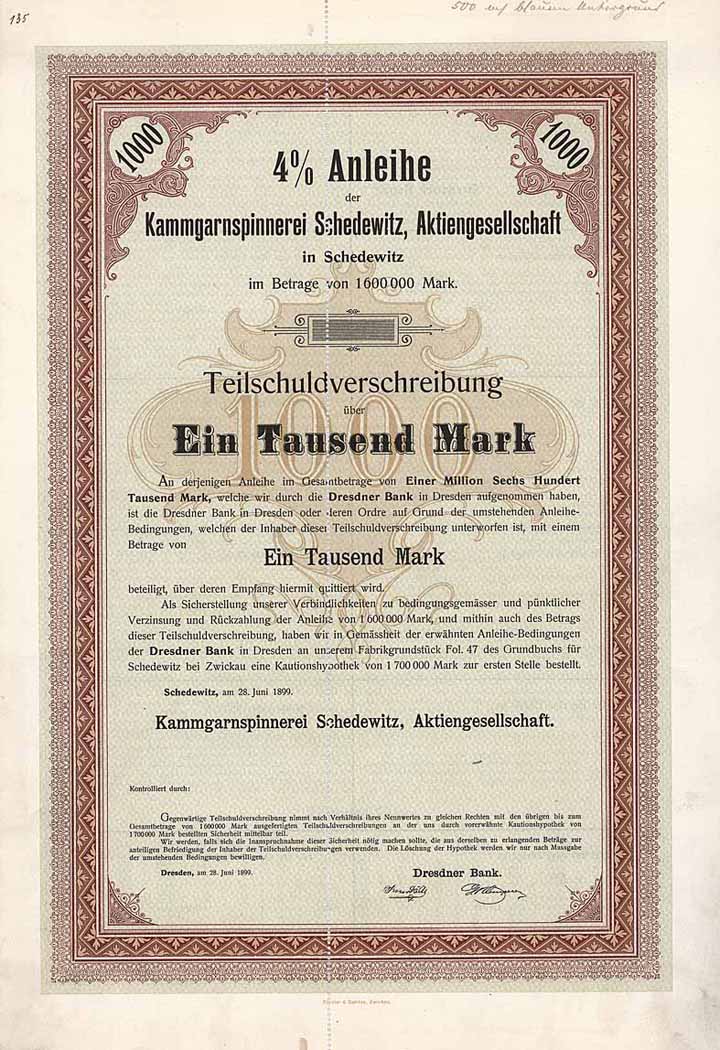 135
500 auf blauem Untergrund
1000
1000
4% Anleihe
der
Kammgarnspinnerei Schedewitz, Aktiengesellschaft
in Schedewitz
im Betrage von 1600000 Mark.
Teilschuldverschreibung
über
1000
Ein Tausend Mark
An derjenigen Anleihe im Gesamtbetrage von Einer Million Sechs Hundert
Tausend Mark, welche wir durch die Dresdner Bank in Dresden aufgenommen haben,
ist die Dresdner Bank in Dresden oder deren Ordre auf Grund der umstehenden Anleihe-
Bedingungen, welchen der Inhaber dieser Teilschuldverschreibung unterworfen ist, mit einem
Betrage von
Ein Tausend Mark
beteiligt, über deren Empfang hiermit quittiert wird.
Als Sicherstellung unserer Verbindlichkeiten zu bedingungsgemässer und pünktlicher
Verzinsung und Rückzahlung der Anleihe von 1600000 Mark, und mithin auch des Betrags
dieser Teilschuldverschreibung, haben wir in Gemässheit der erwähnten Anleihe-Bedingungen
der Dresdner Bank in Dresden an unserem Fabrikgrundstück Fol. 47 des Grundbuchs für
Schedewitz bei Zwickau eine Kautionshypothek von 1700000 Mark zur ersten Stelle bestellt.
Schedewitz, am 28. Juni 1899.
Kammgarnspinnerei Schedewitz, Aktiengesellschaft.
Kontrolliert durch:
Gegenwärtige Teilschuldverschreibung nimmt nach Verhältnis ihres Nennwertes zu gleichen Rechten mit den übrigen bis zum
Gesamtbetrage von 1600000 Mark ausgefertigten Teilschuldverschreibungen an der uns durch vorerwähnte Kautionshypothek von
1700000 Mark bestellten Sicherheit mitteilbar teil.
Wir werden, falls sich die Inanspruchnahme dieser Sicherheit nötig machen sollte, die aus derselben zu erlangenden Beträge zur
anteiligen Befriedigung der Inhaber der Teilschuldverschreibungen verwenden. Die Löschung der Hypothek werden wir nur nach Massgabe
der umstehenden Bedingungen bewilligen.
Dresden, am 28. Juni 1899.
Dresdner Bank.